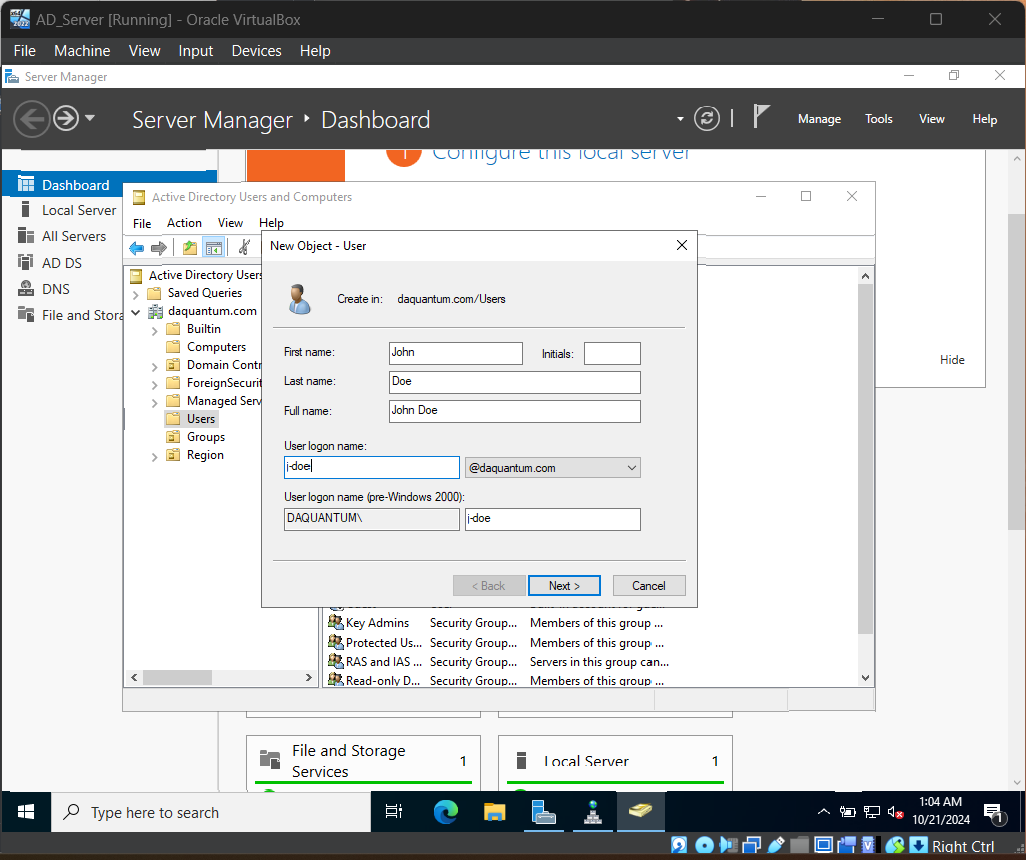 AD_Server [Running] - Oracle VirtualBox
File Machine View Input Devices Help
Server Manager
Server Manager • Dashboard
Manage Tools View Help
1 Configure this local server
Dashboard
Local Server
All Servers
AD DS
DNS
File and Stora
Hide
Active Directory Users and Computers
File Action View Help
Active Directory Users
Saved Queries
daquantum.com
Builtin
Computers
Domain Contr
ForeignSecurit
Managed Serv
Users
Groups
Region
New Object - User
Create in: daquantum.com/Users
First name: John Initials:
Last name: Doe
Full name: John Doe
User logon name:
j-doe @daquantum.com
User logon name (pre-Windows 2000):
DAQUANTUM\ j-doe
< Back Next > Cancel
Key Admins Security Group... Members of this group ...
Protected Us... Security Group... Members of this group ...
RAS and IAS ... Security Group... Servers in this group can...
Read-only D... Security Group... Members of this group ...
File and Storage
Services 1
Local Server 1
Type here to search
1:04 AM
10/21/2024
1
Right Ctrl